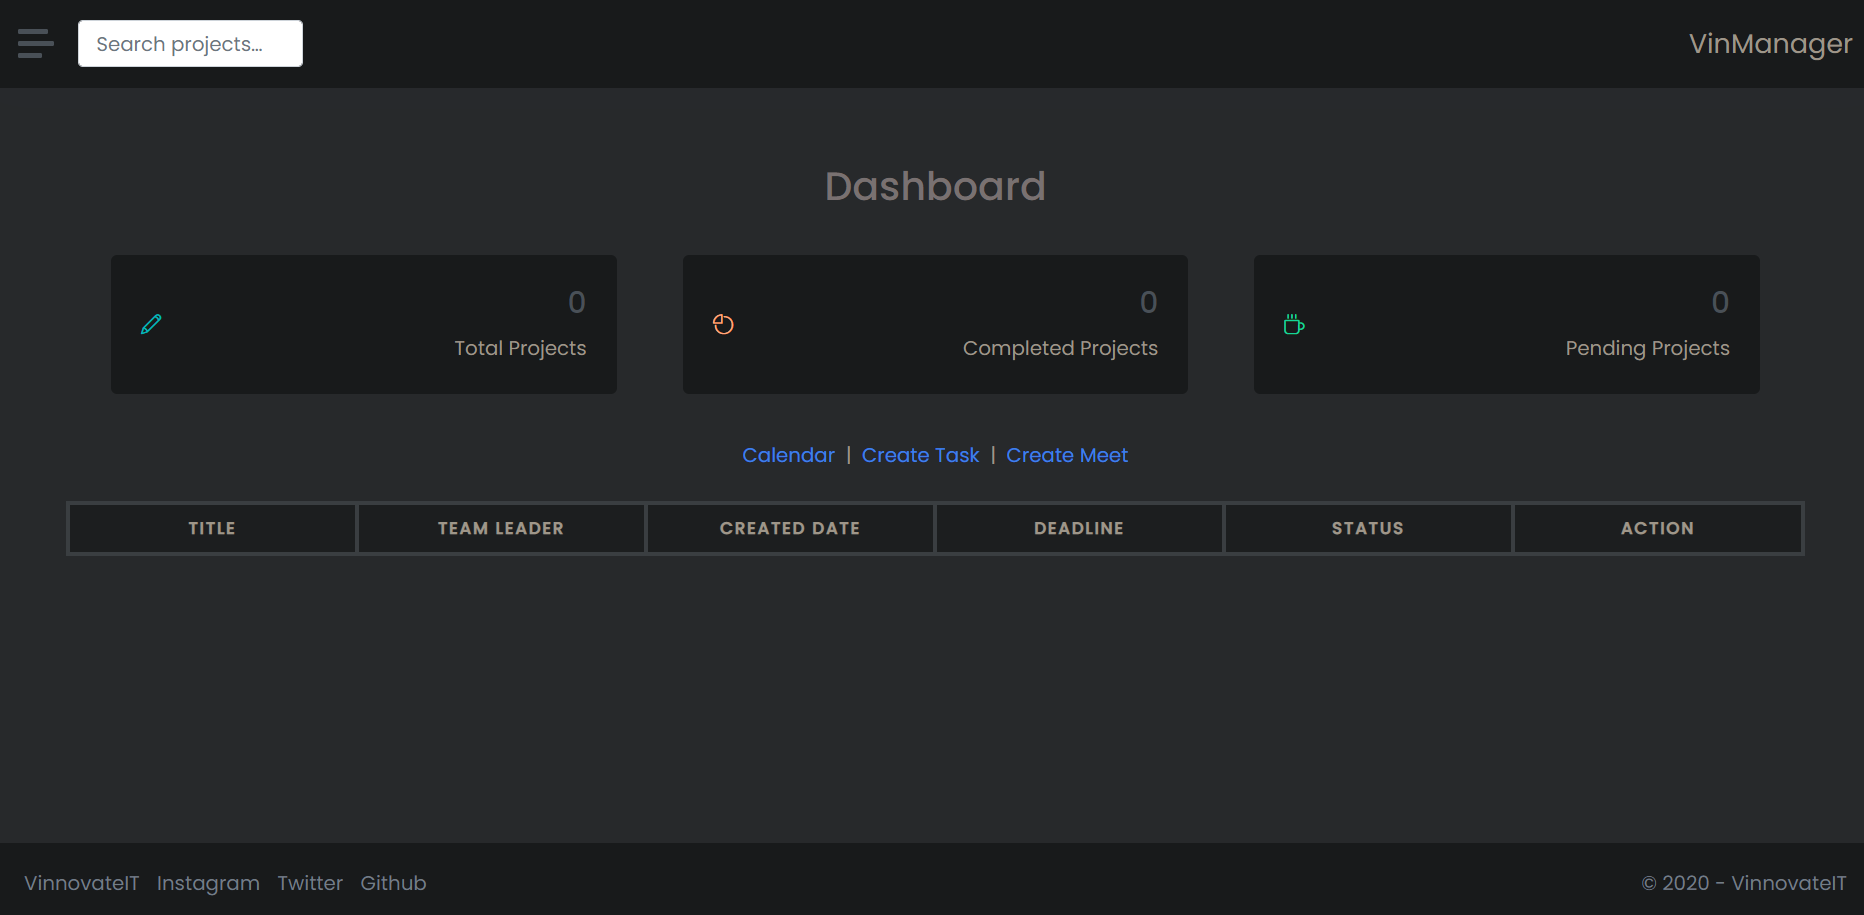 Search projects...
VinManager
Dashboard
0
Total Projects
0
Completed Projects
0
Pending Projects
Calendar | Create Task | Create Meet
TITLE TEAM LEADER CREATED DATE DEADLINE STATUS ACTION
VinnovateIT Instagram Twitter Github
© 2020 - VinnovateIT